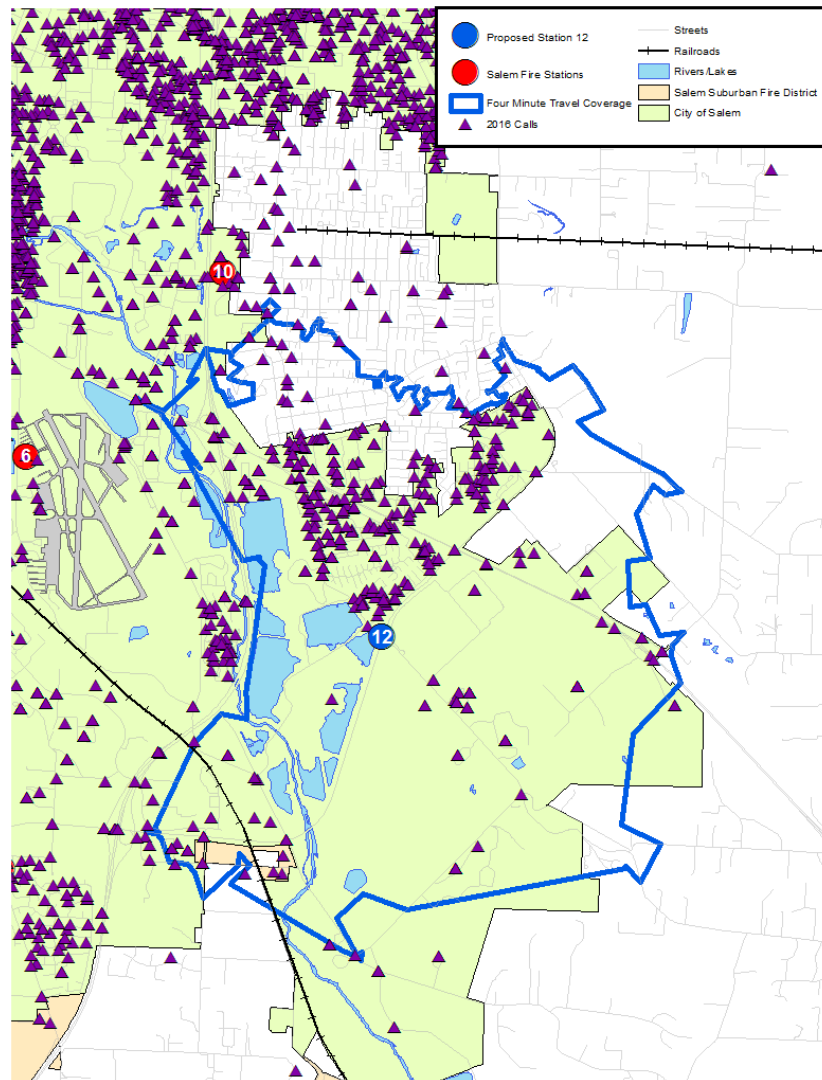 Proposed Station 12
Salem Fire Stations
Four Minute Travel Coverage
2016 Calls
Streets
Railroads
Rivers/Lakes
Salem Suburban Fire District
City of Salem
10
6
12